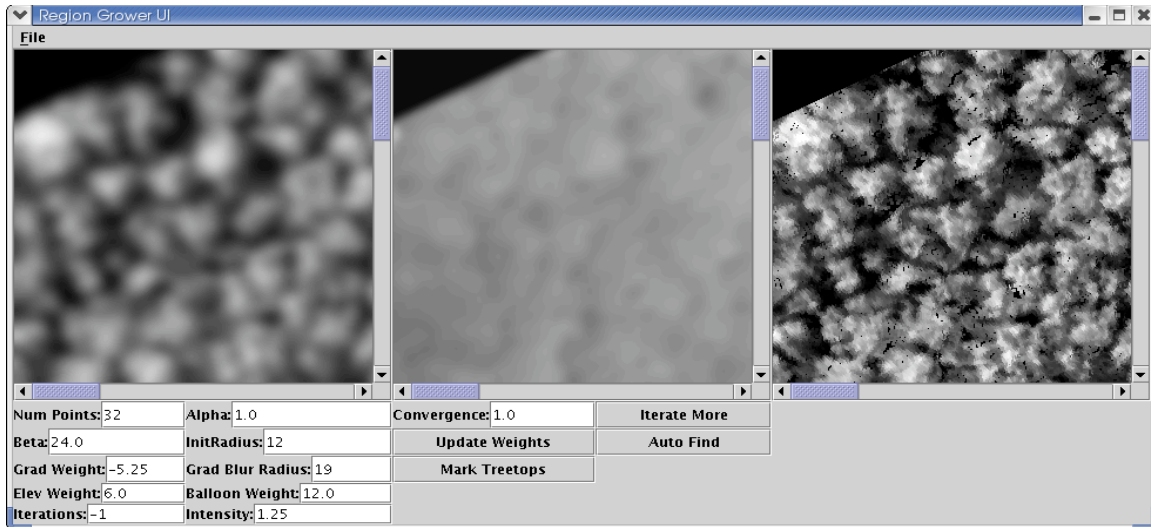 Region Grower UI
File
Num Points: 32 Alpha: 1.0 Convergence: 1.0 Iterate More
Beta: 24.0 InitRadius: 12 Update Weights Auto Find
Grad Weight: -5.25 Grad Blur Radius: 19 Mark Treetops
Elev Weight: 6.0 Balloon Weight: 12.0
Iterations: -1 Intensity: 1.25